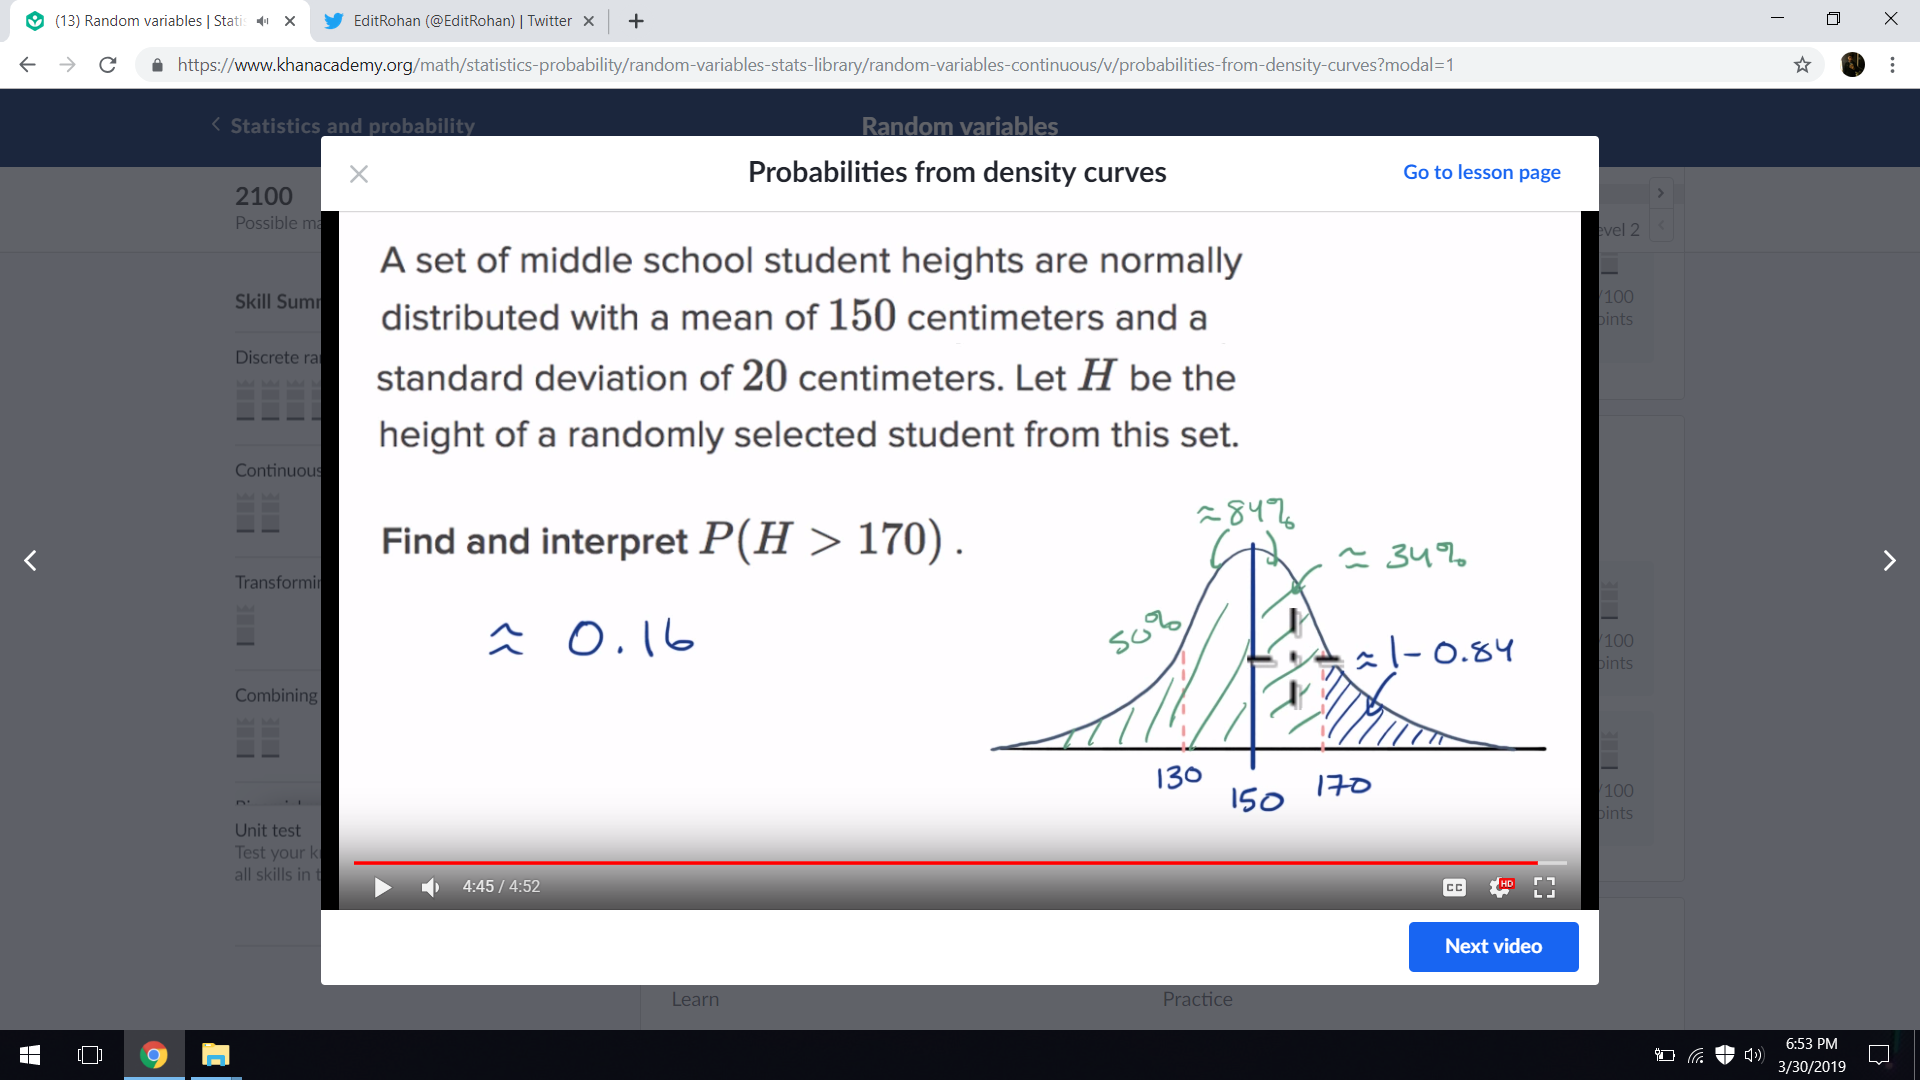 (13) Random variables | Statis
EditRohan (@EditRohan) | Twitter
https://www.khanacademy.org/math/statistics-probability/random-variables-stats-library/random-variables-continuous/v/probabilities-from-density-curves?modal=1
Statistics and probability
Random variables
2100
Possible ma
evel 2
Probabilities from density curves
Go to lesson page
Skill Summ
Discrete ra
Continuous
Transformi
Combining
Unit test
Test your k
all skills in t
/100
oints
/100
oints
/100
oints
A set of middle school student heights are normally
distributed with a mean of 150 centimeters and a
standard deviation of 20 centimeters. Let H be the
height of a randomly selected student from this set.
Find and interpret P(H > 170) .
≈ 0.16
≈84%
≈ 34%
50%
≈ 1- 0.84
130
150
170
4:45 / 4:52
CC
HD
Next video
Learn
Practice
6:53 PM
3/30/2019